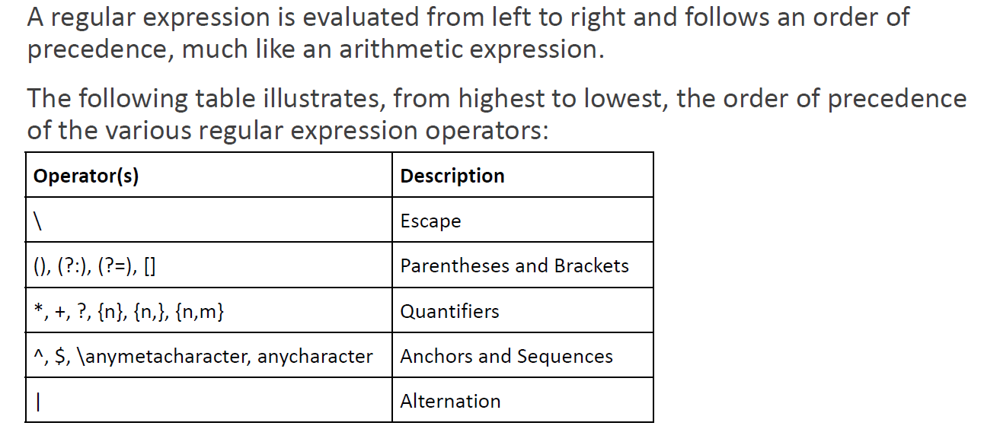 A regular expression is evaluated from left to right and follows an order of
precedence, much like an arithmetic expression.
The following table illustrates, from highest to lowest, the order of precedence
of the various regular expression operators:
Operator(s) Description
\ Escape
(), (?:), (?=), [] Parentheses and Brackets
*, +, ?, {n}, {n,}, {n,m} Quantifiers
^, $, \anymetacharacter, anycharacter Anchors and Sequences
| Alternation